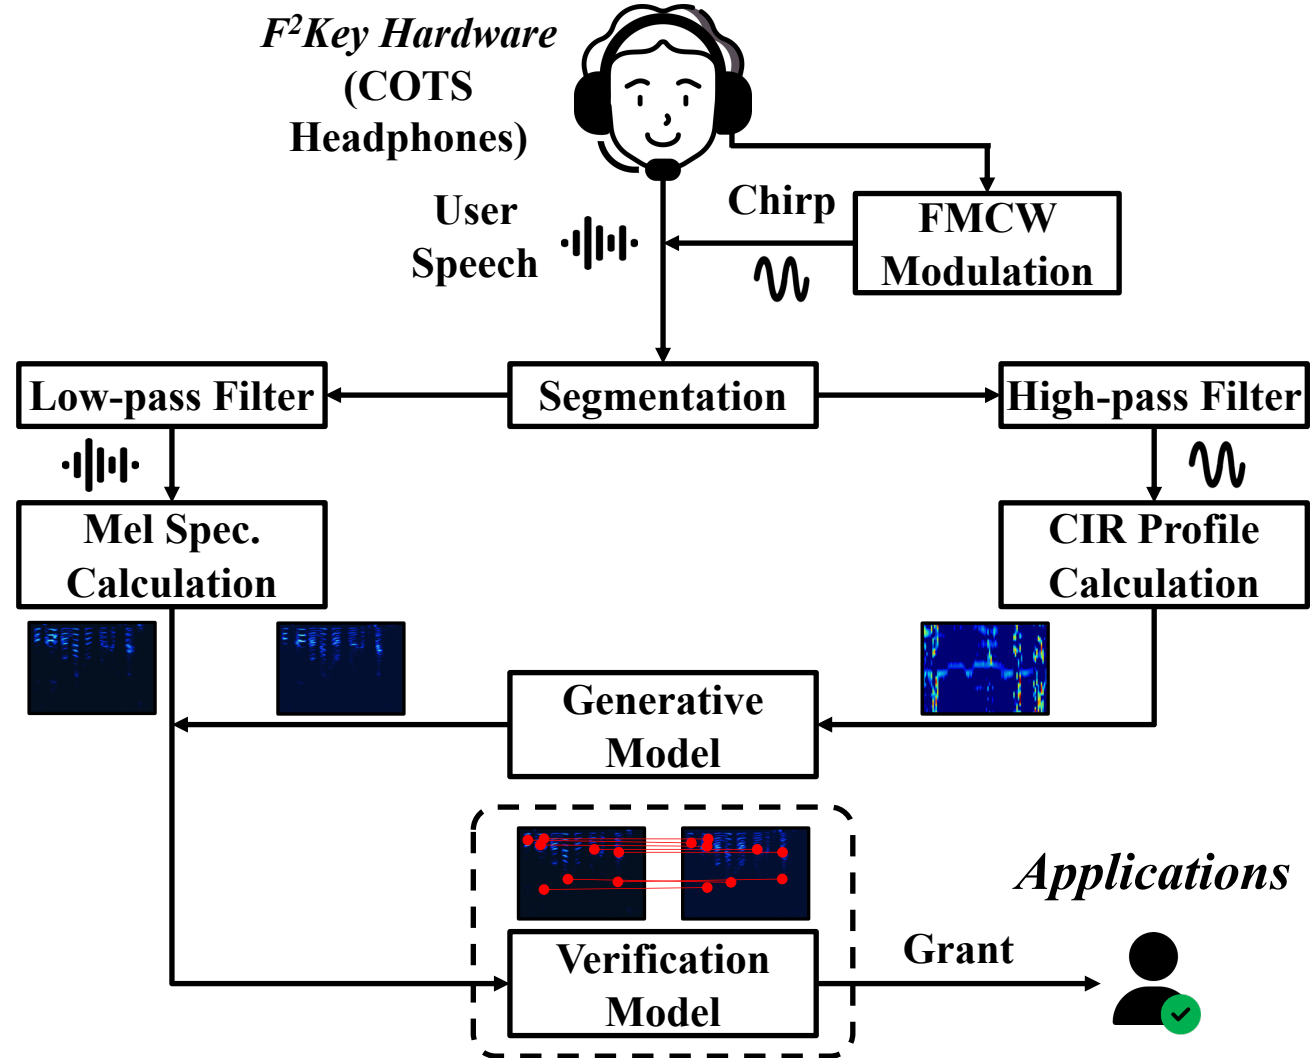 F²Key Hardware
(COTS
Headphones)
User
Speech
Chirp
FMCW
Modulation
Low-pass Filter
Segmentation
High-pass Filter
Mel Spec.
Calculation
CIR Profile
Calculation
Generative
Model
Applications
Verification
Model
Grant